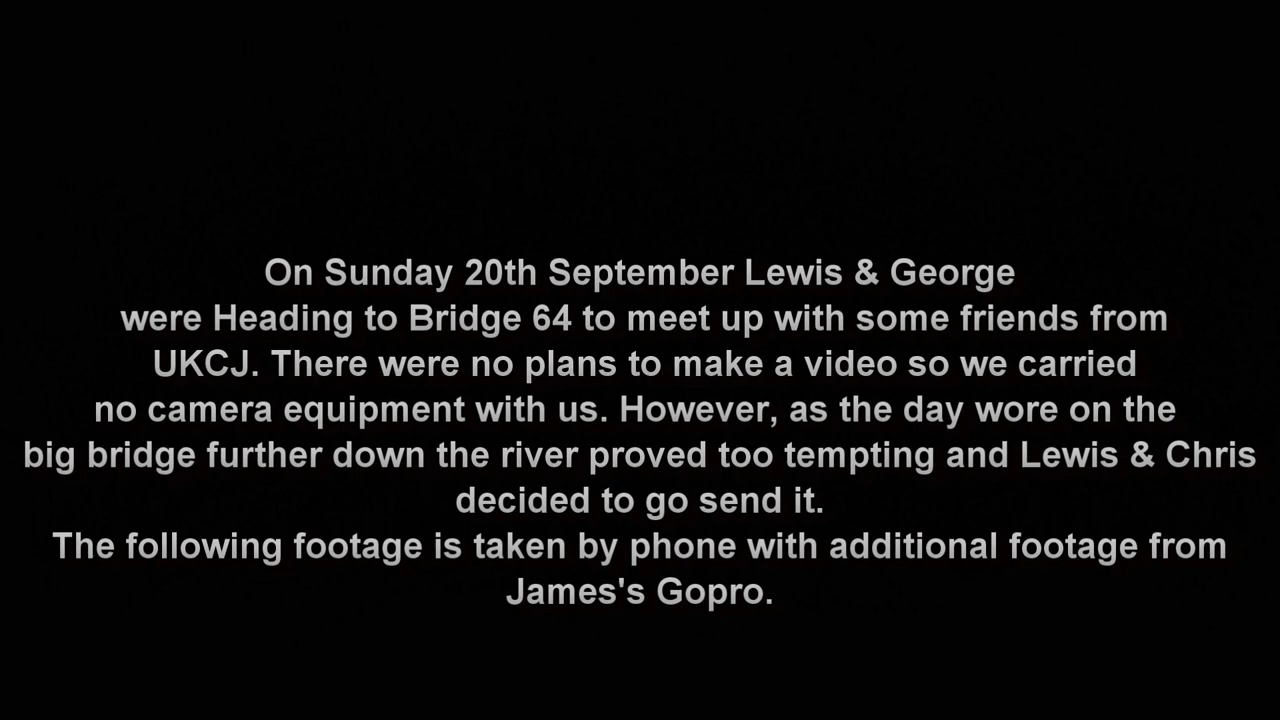 On Sunday 20th September Lewis & George
were Heading to Bridge 64 to meet up with some friends from
UKCJ. There were no plans to make a video so we carried
no camera equipment with us. However, as the day wore on the
big bridge further down the river proved too tempting and Lewis & Chris
decided to go send it.
The following footage is taken by phone with additional footage from
James's Gopro.